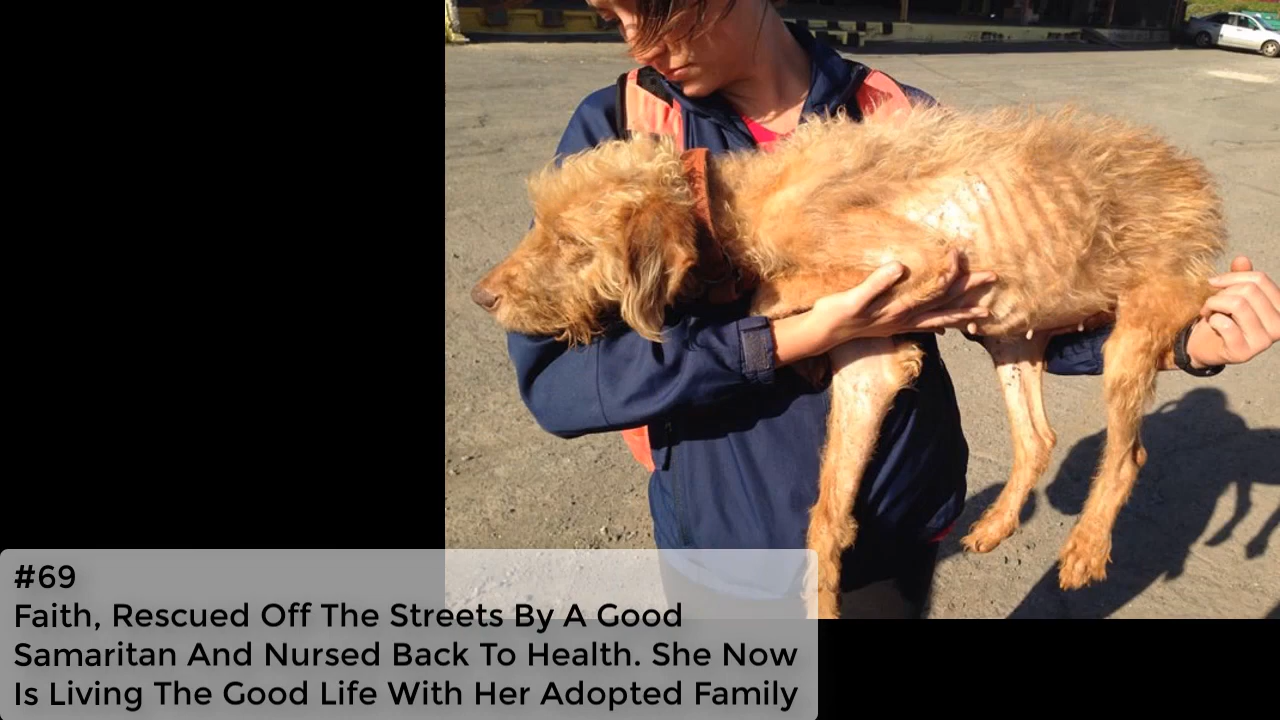 #69
Faith, Rescued Off The Streets By A Good
Samaritan And Nursed Back To Health. She Now
Is Living The Good Life With Her Adopted Family